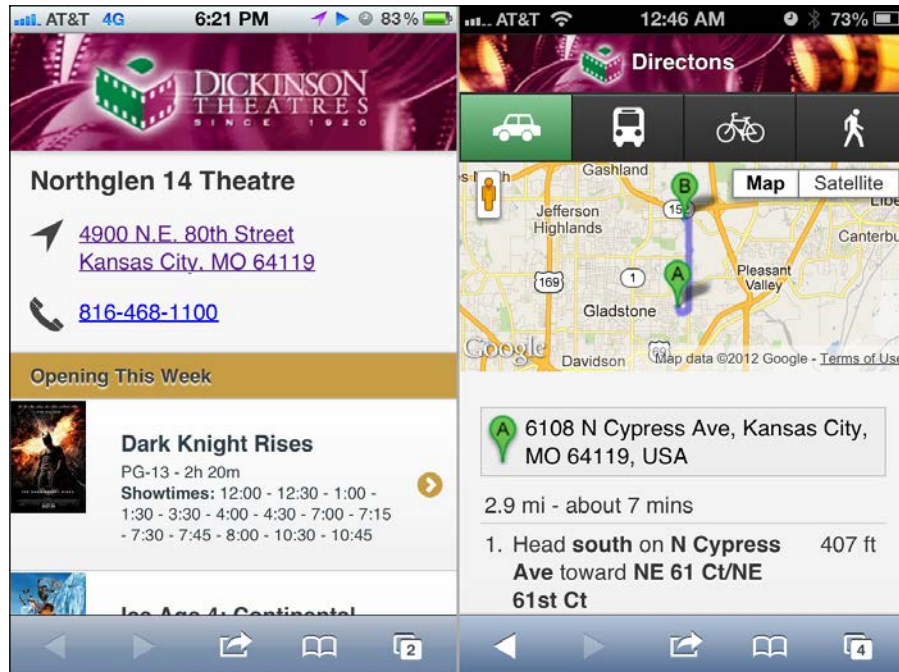 AT&T 4G 6:21 PM 83%
DICKINSON
THEATRES
SINCE 1920
Northglen 14 Theatre
4900 N.E. 80th Street
Kansas City, MO 64119
816-468-1100
Opening This Week
Dark Knight Rises
PG-13 - 2h 20m
Showtimes: 12:00 - 12:30 - 1:00 -
1:30 - 3:30 - 4:00 - 4:30 - 7:00 - 7:15
- 7:30 - 7:45 - 8:00 - 10:30 - 10:45
Ice Age 4: Continental
2
AT&T 12:46 AM 73%
Directons
Map Satellite
Gashland
B
152
Jefferson
Highlands
Canterbu
169
1
A
Pleasant
Valley
Gladstone
Google
Davidson
69
Map data ©2012 Google - Terms of Use
A 6108 N Cypress Ave, Kansas City,
MO 64119, USA
2.9 mi - about 7 mins
1. Head south on N Cypress 407 ft
Ave toward NE 61 Ct/NE
61st Ct
4